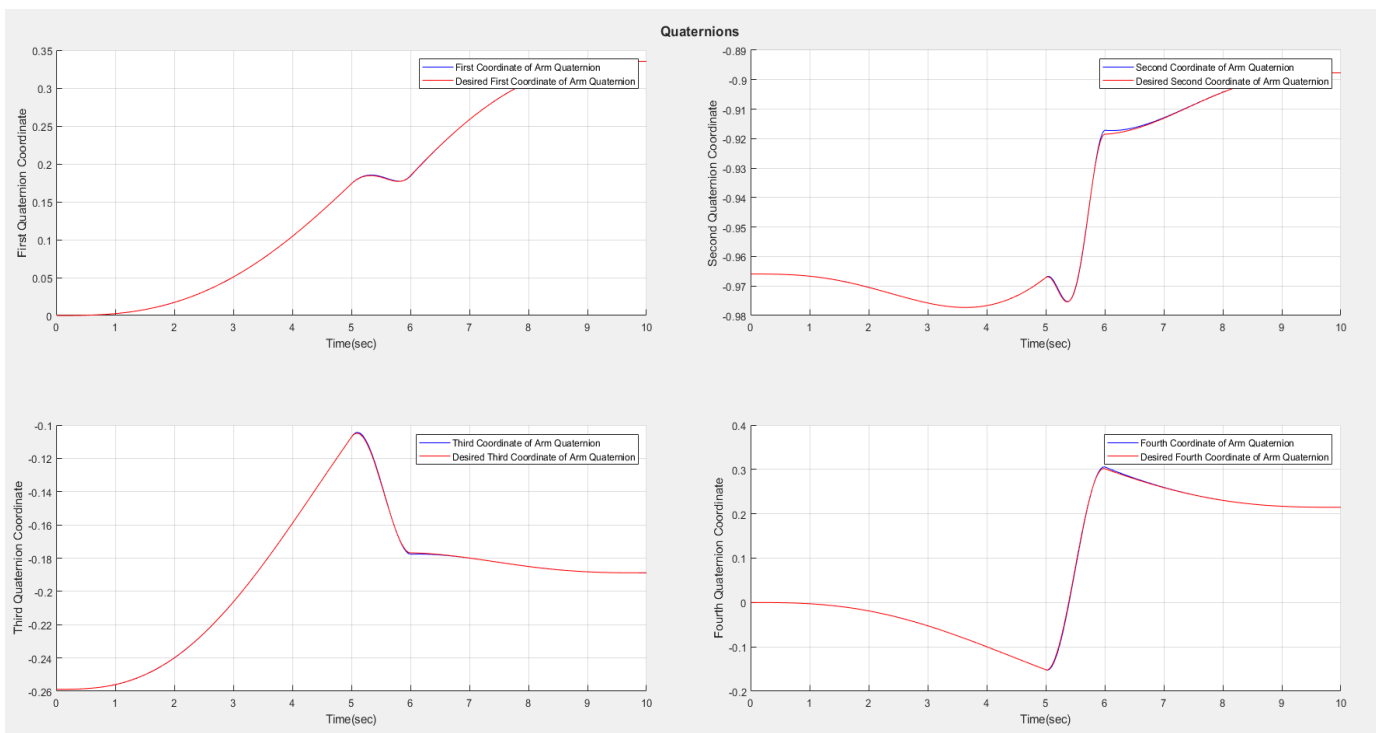 Quaternions
0.35
0.3
0.25
0.2
0.15
0.1
0.05
0
First Quaternion Coordinate
First Coordinate of Arm Quaternion
Desired First Coordinate of Arm Quaternion
0 1 2 3 4 5 6 7 8 9 10
Time(sec)
-0.89
-0.9
-0.91
-0.92
-0.93
-0.94
-0.95
-0.96
-0.97
-0.98
Second Quaternion Coordinate
Second Coordinate of Arm Quaternion
Desired Second Coordinate of Arm Quaternion
0 1 2 3 4 5 6 7 8 9 10
Time(sec)
-0.1
-0.12
-0.14
-0.16
-0.18
-0.2
-0.22
-0.24
-0.26
Third Quaternion Coordinate
Third Coordinate of Arm Quaternion
Desired Third Coordinate of Arm Quaternion
0 1 2 3 4 5 6 7 8 9 10
Time(sec)
0.4
0.3
0.2
0.1
0
-0.1
-0.2
Fourth Quaternion Coordinate
Fourth Coordinate of Arm Quaternion
Desired Fourth Coordinate of Arm Quaternion
0 1 2 3 4 5 6 7 8 9 10
Time(sec)